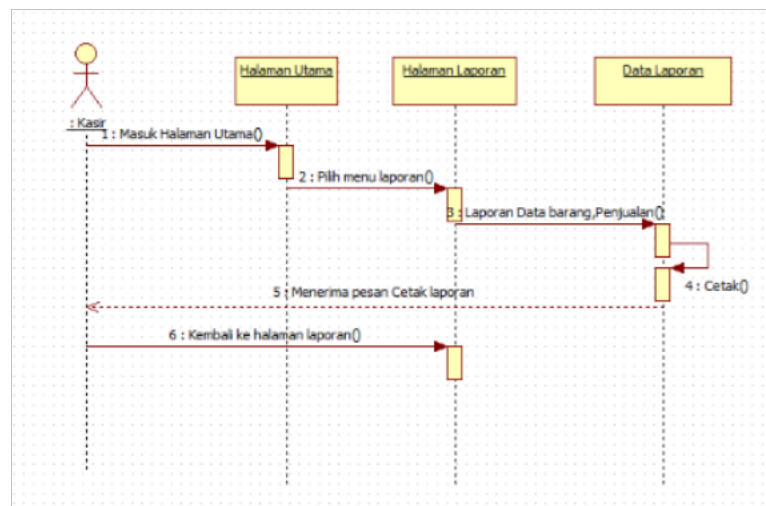 Halaman Utama
Halaman Laporan
Data Laporan
: Kasir
1 : Masuk Halaman Utama()
2 : Pilih menu laporan()
3 : Laporan Data barang,Penjualan()
4 : Cetak()
5 : Menerima pesan Cetak laporan
6 : Kembali ke halaman laporan()